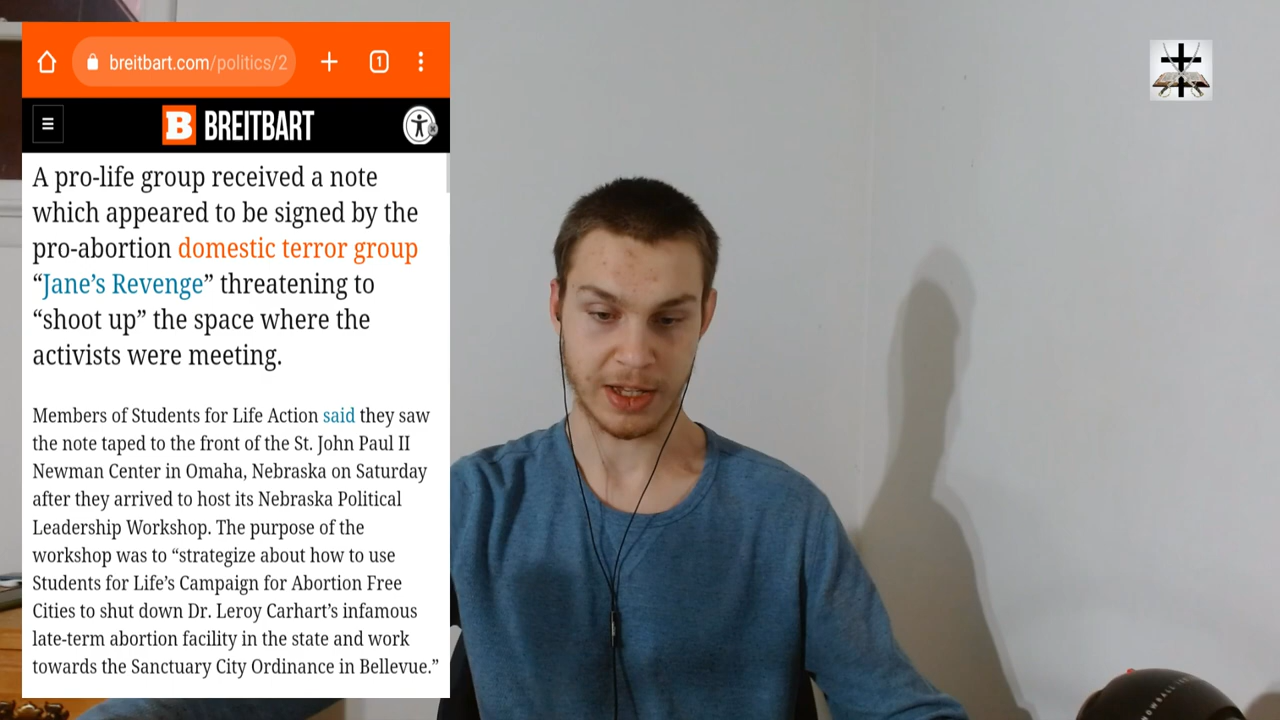 breitbart.com/politics/2
1
B BREITBART
A pro-life group received a note
which appeared to be signed by the
pro-abortion domestic terror group
“Jane’s Revenge” threatening to
“shoot up” the space where the
activists were meeting.
Members of Students for Life Action said they saw
the note taped to the front of the St. John Paul II
Newman Center in Omaha, Nebraska on Saturday
after they arrived to host its Nebraska Political
Leadership Workshop. The purpose of the
workshop was to “strategize about how to use
Students for Life’s Campaign for Abortion Free
Cities to shut down Dr. Leroy Carhart’s infamous
late-term abortion facility in the state and work
towards the Sanctuary City Ordinance in Bellevue.”